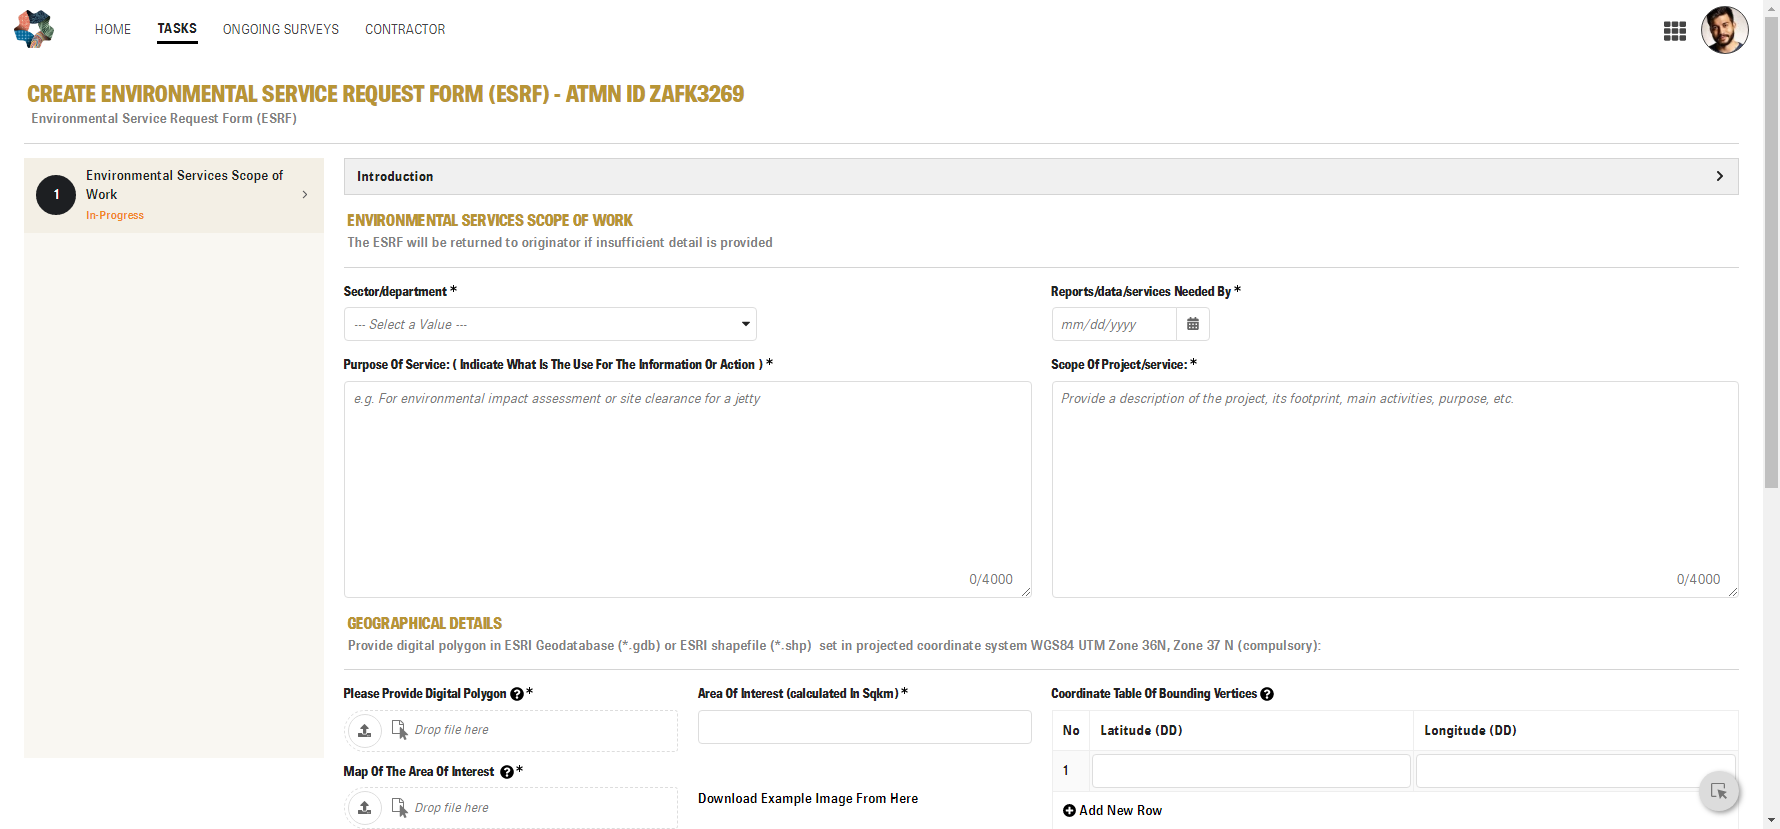 HOME
TASKS
ONGOING SURVEYS
CONTRACTOR
CREATE ENVIRONMENTAL SERVICE REQUEST FORM (ESRF) - ATMN ID ZAFK3269
Environmental Service Request Form (ESRF)
1
Environmental Services Scope of
Work
In-Progress
Introduction
ENVIRONMENTAL SERVICES SCOPE OF WORK
The ESRF will be returned to originator if insufficient detail is provided
Sector/department *
--- Select a Value ---
Reports/data/services Needed By *
mm/dd/yyyy
Purpose Of Service: ( Indicate What Is The Use For The Information Or Action ) *
e.g. For environmental impact assessment or site clearance for a jetty
0/4000
Scope Of Project/service: *
Provide a description of the project, its footprint, main activities, purpose, etc.
0/4000
GEOGRAPHICAL DETAILS
Provide digital polygon in ESRI Geodatabase (*.gdb) or ESRI shapefile (*.shp)  set in projected coordinate system WGS84 UTM Zone 36N, Zone 37 N (compulsory):
Please Provide Digital Polygon ? *
Drop file here
Area Of Interest (calculated In Sqkm) *
Coordinate Table Of Bounding Vertices ?
No
Latitude (DD)
Longitude (DD)
1
Map Of The Area Of Interest ? *
Drop file here
Download Example Image From Here
Add New Row